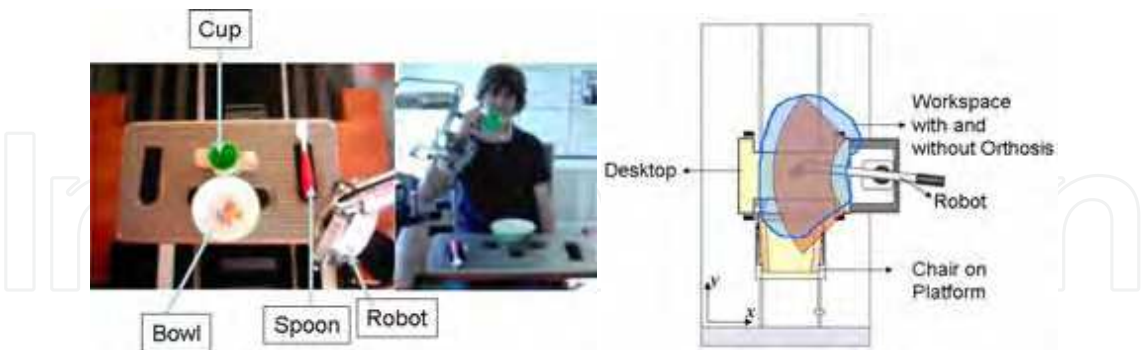 Cup
Bowl
Spoon
Robot
Workspace
with and
without Orthosis
Desktop
Robot
Chair on
Platform
y
x